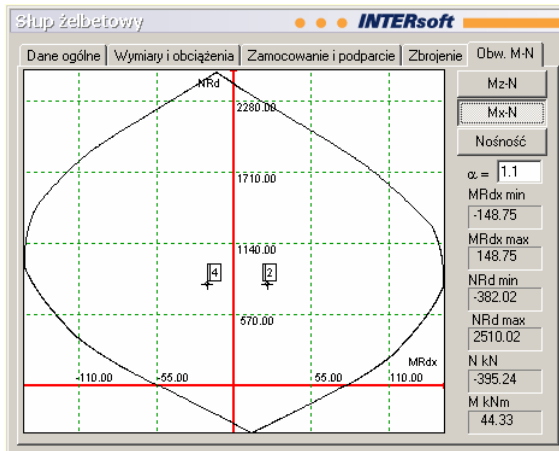 Słup żelbetowy
INTERsoft
Dane ogólne
Wymiary i obciążenia
Zamocowanie i podparcie
Zbrojenie
Obw. M-N
NRd
2280.00
1710.00
1140.00
570.00
4
2
MRdx
-110.00
-55.00
55.00
110.00
Mz-N
Mx-N
Nośność
α = 1.1
MRdx min
-148.75
MRdx max
148.75
NRd min
-382.02
NRd max
2510.02
N kN
-395.24
M kNm
44.33